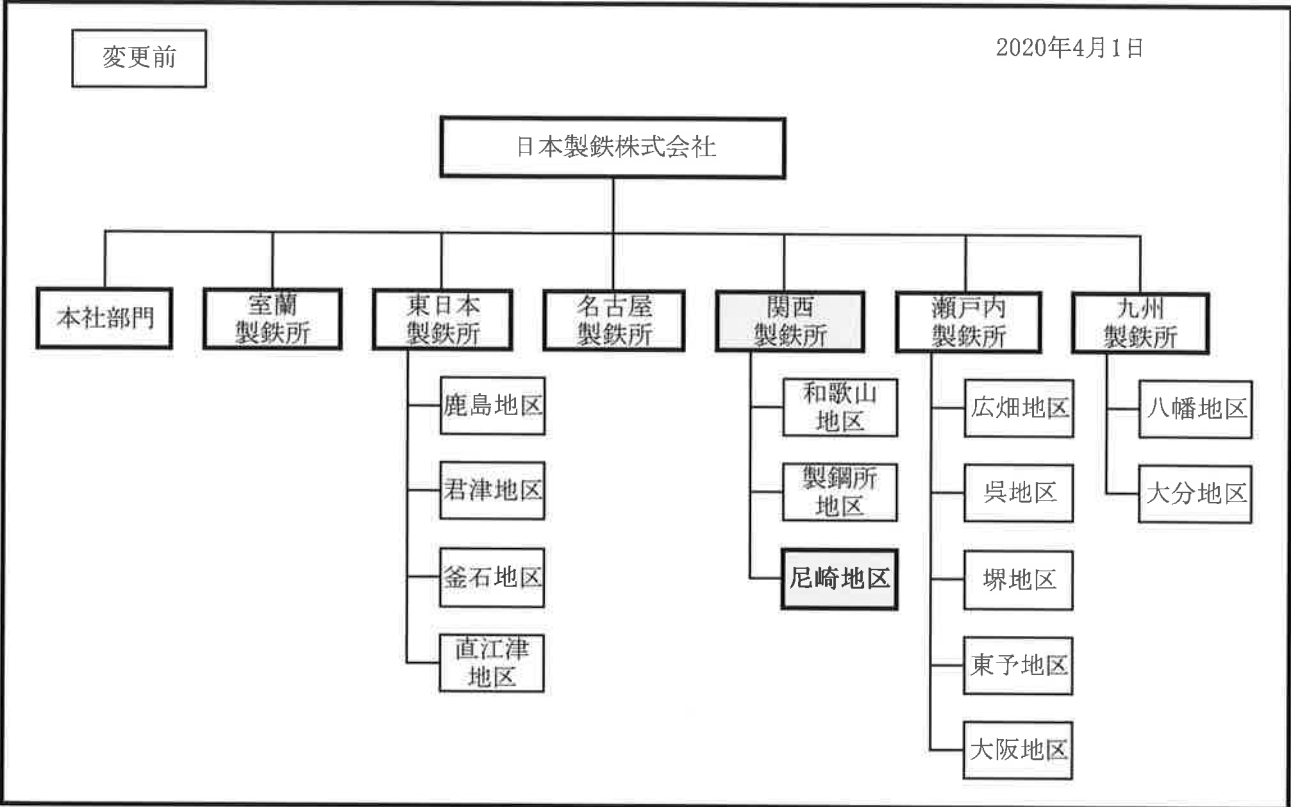 変更前
2020年4月1日
日本製鉄株式会社
本社部門
室蘭
製鉄所
東日本
製鉄所
名古屋
製鉄所
関西
製鉄所
瀬戸内
製鉄所
九州
製鉄所
鹿島地区
君津地区
釜石地区
直江津
地区
和歌山
地区
製鋼所
地区
尼崎地区
広畑地区
呉地区
堺地区
東予地区
大阪地区
八幡地区
大分地区